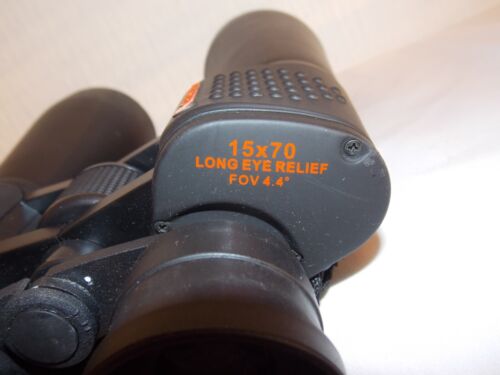 15x70
LONG EYE RELIEF
FOV 4.4°